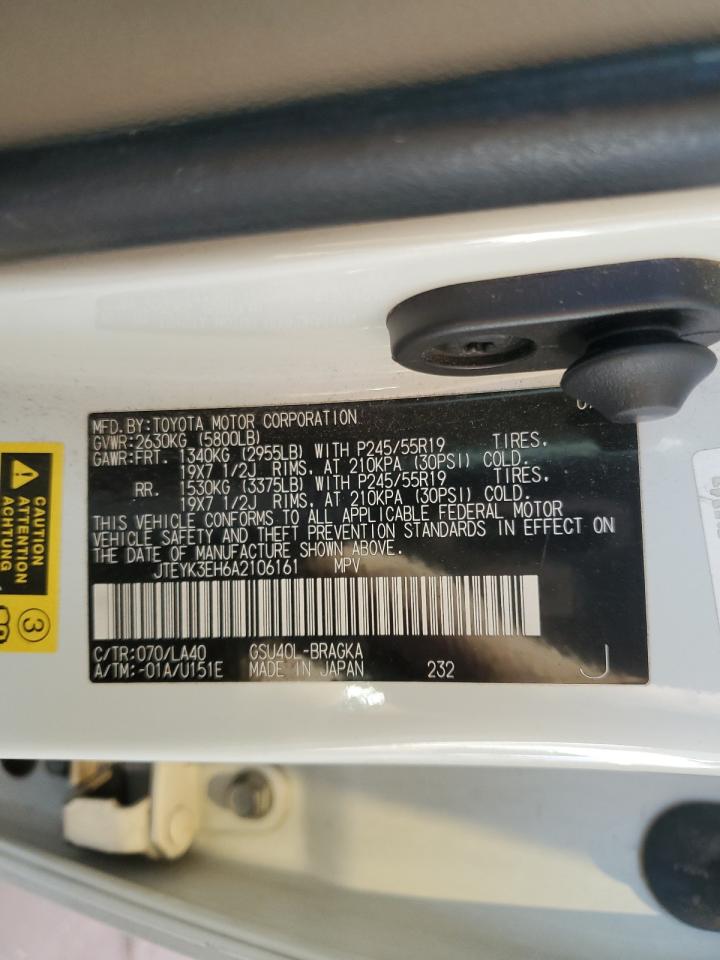 MFD. BY: TOYOTA MOTOR CORPORATION
GVWR: 2630KG (5800LB)
GAWR: FRT. 1340KG (2955LB) WITH P245/55R19 TIRES.
19X7 1/2J RIMS, AT 210KPA (30PSI) COLD.
RR. 1530KG (3375LB) WITH P245/55R19 TIRES.
19X7 1/2J RIMS, AT 210KPA (30PSI) COLD.
THIS VEHICLE CONFORMS TO ALL APPLICABLE FEDERAL MOTOR
VEHICLE SAFETY AND THEFT PREVENTION STANDARDS IN EFFECT ON
THE DATE OF MANUFACTURE SHOWN ABOVE.
JTEYK3EH6A2106161 MPV
C/TR: 070/LA40 GSU40L-BRAGKA
A/TM: -01A/U151E MADE IN JAPAN 232 J
CAUTION
ATTENTION
ACHTUNG
3